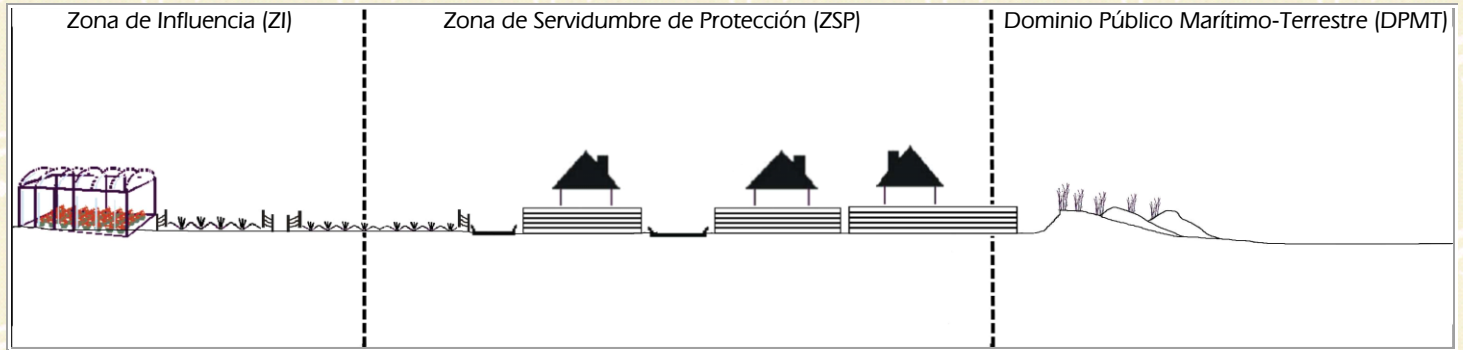 Zona de Influencia (ZI) Zona de Servidumbre de Protección (ZSP) Dominio Público Marítimo-Terrestre (DPMT)